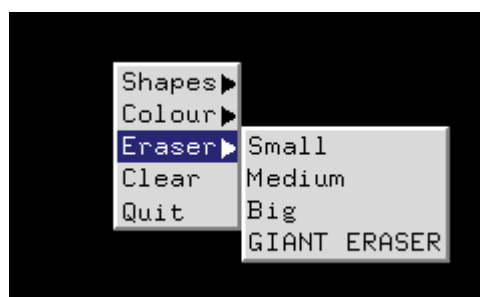 Shapes
Colour
Eraser
Clear
Quit
Small
Medium
Big
GIANT ERASER